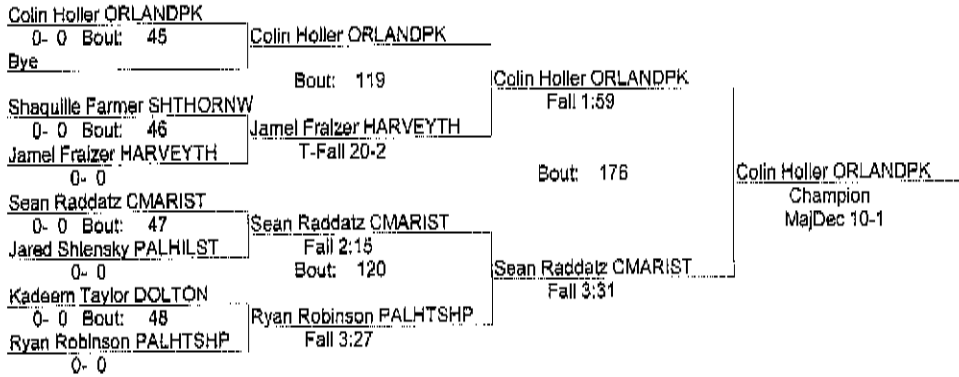 Colin Holler ORLANDPK
0- 0 Bout: 45
Colin Holler ORLANDPK
Bye
Bout: 119
Colin Holler ORLANDPK
Fall 1:59
Shaquille Farmer SHTHORNW
0- 0 Bout: 46
Jamel Fraizer HARVEYTH
Jamel Fraizer HARVEYTH
T-Fall 20-2
0- 0
Bout: 176
Colin Holler ORLANDPK
Champion
MajDec 10-1
Sean Raddatz CMARIST
0- 0 Bout: 47
Sean Raddatz CMARIST
Jared Shlensky PALHILST
Fall 2:15
0- 0
Bout: 120
Sean Raddatz CMARIST
Fall 3:31
Kadeem Taylor DOLTON
0- 0 Bout: 48
Ryan Robinson PALHTSHP
Ryan Robinson PALHTSHP
Fall 3:27
0- 0